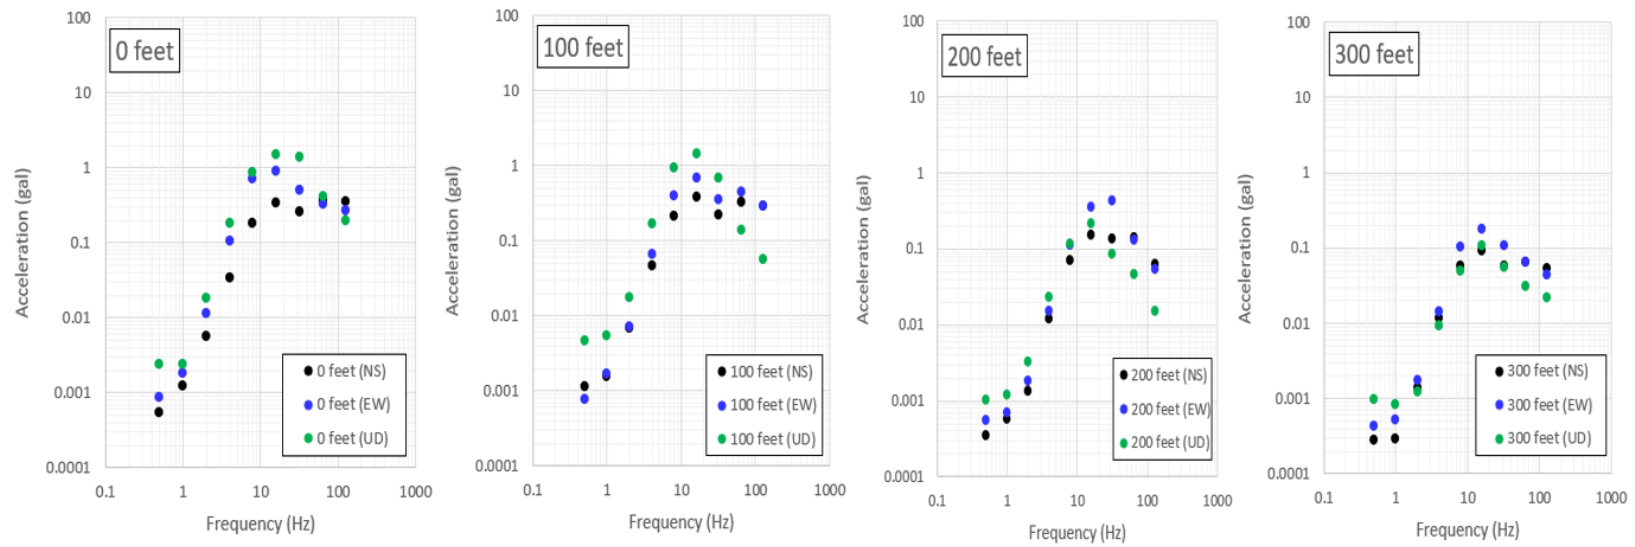 0 feet
Acceleration (gal)
100
10
1
0.1
0.01
0.001
0.0001
0 feet (NS)
0 feet (EW)
0 feet (UD)
0.1 1 10 100 1000
Frequency (Hz)
100 feet
Acceleration (gal)
100
10
1
0.1
0.01
0.001
0.0001
100 feet (NS)
100 feet (EW)
100 feet (UD)
0.1 1 10 100 1000
Frequency (Hz)
200 feet
Acceleration (gal)
100
10
1
0.1
0.01
0.001
0.0001
200 feet (NS)
200 feet (EW)
200 feet (UD)
0.1 1 10 100 1000
Frequency (Hz)
300 feet
Acceleration (gal)
100
10
1
0.1
0.01
0.001
0.0001
300 feet (NS)
300 feet (EW)
300 feet (UD)
0.1 1 10 100 1000
Frequency (Hz)